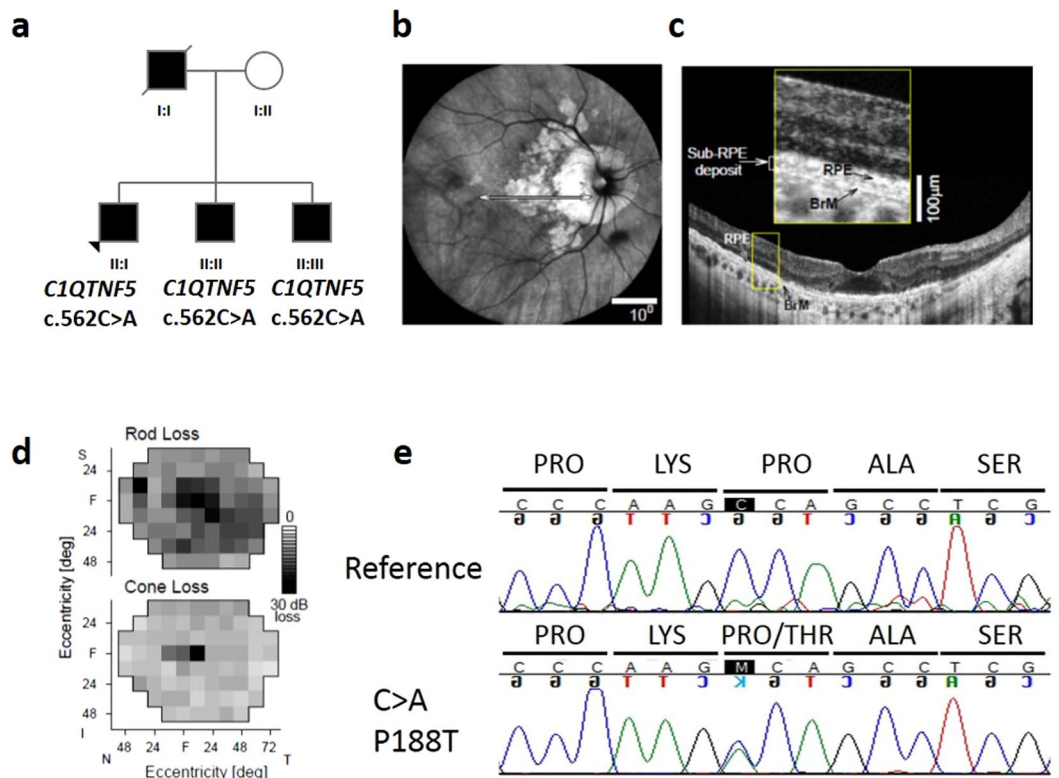 a
I:I
I:II
II:I
II:II
II:III
C1QTNF5
C1QTNF5
C1QTNF5
c.562C>A
c.562C>A
c.562C>A
b
10⁰
c
Sub-RPE
deposit
RPE
BrM
100µm
RPE
BrM
d
Rod Loss
S
24
F
24
48
Eccentricity [deg]
0
30 dB
loss
Cone Loss
24
F
24
48
I
48 24 F 24 48 72
N T
Eccentricity [deg]
e
PRO LYS PRO ALA SER
C C C A A G C C A G C C T C G
G G G T T C G G T C G G A G C
Reference
PRO LYS PRO/THR ALA SER
C C C A A G M C A G C C T C G
G G G T T C K G T C G G A G C
C>A
P188T